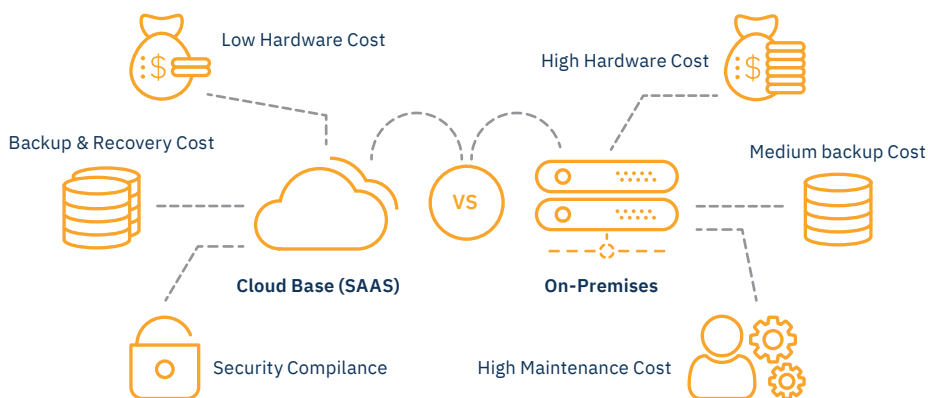 Low Hardware Cost
High Hardware Cost
$
$
Backup & Recovery Cost
Medium backup Cost
VS
Cloud Base (SAAS)
On-Premises
Security Compilance
High Maintenance Cost